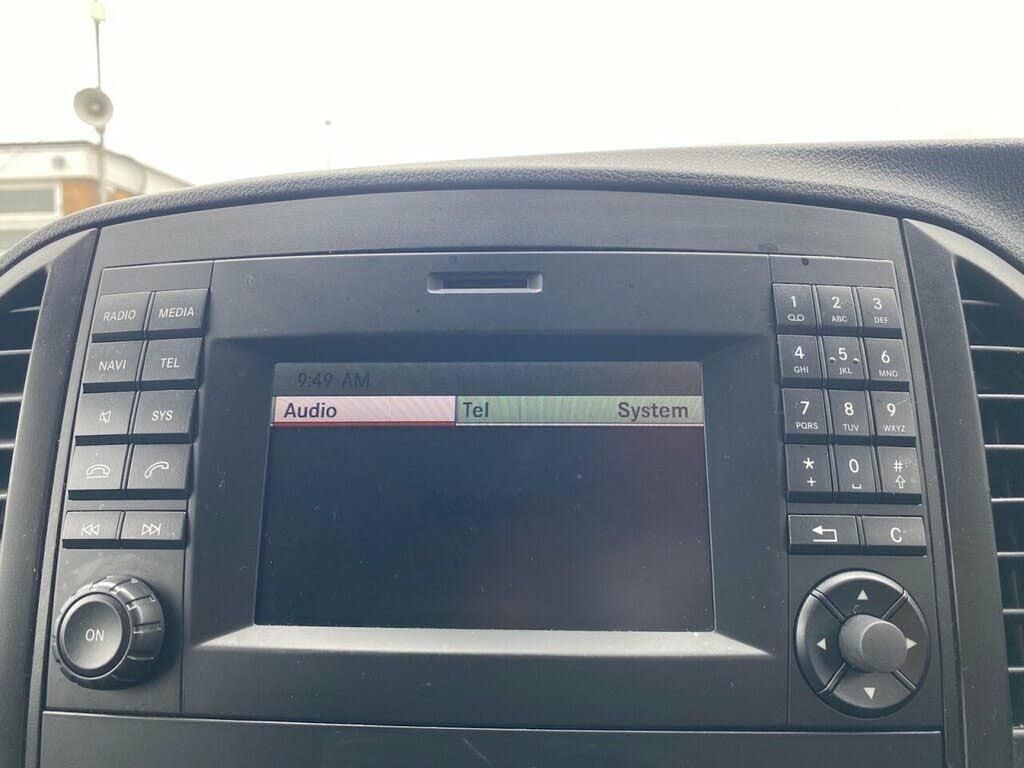 RADIO MEDIA
NAVI TEL
SYS
ON
9:49 AM
Audio Tel System
1 2 ABC 3 DEF
4 GHI 5 JKL 6 MNO
7 PQRS 8 TUV 9 WXYZ
* + 0 #
C